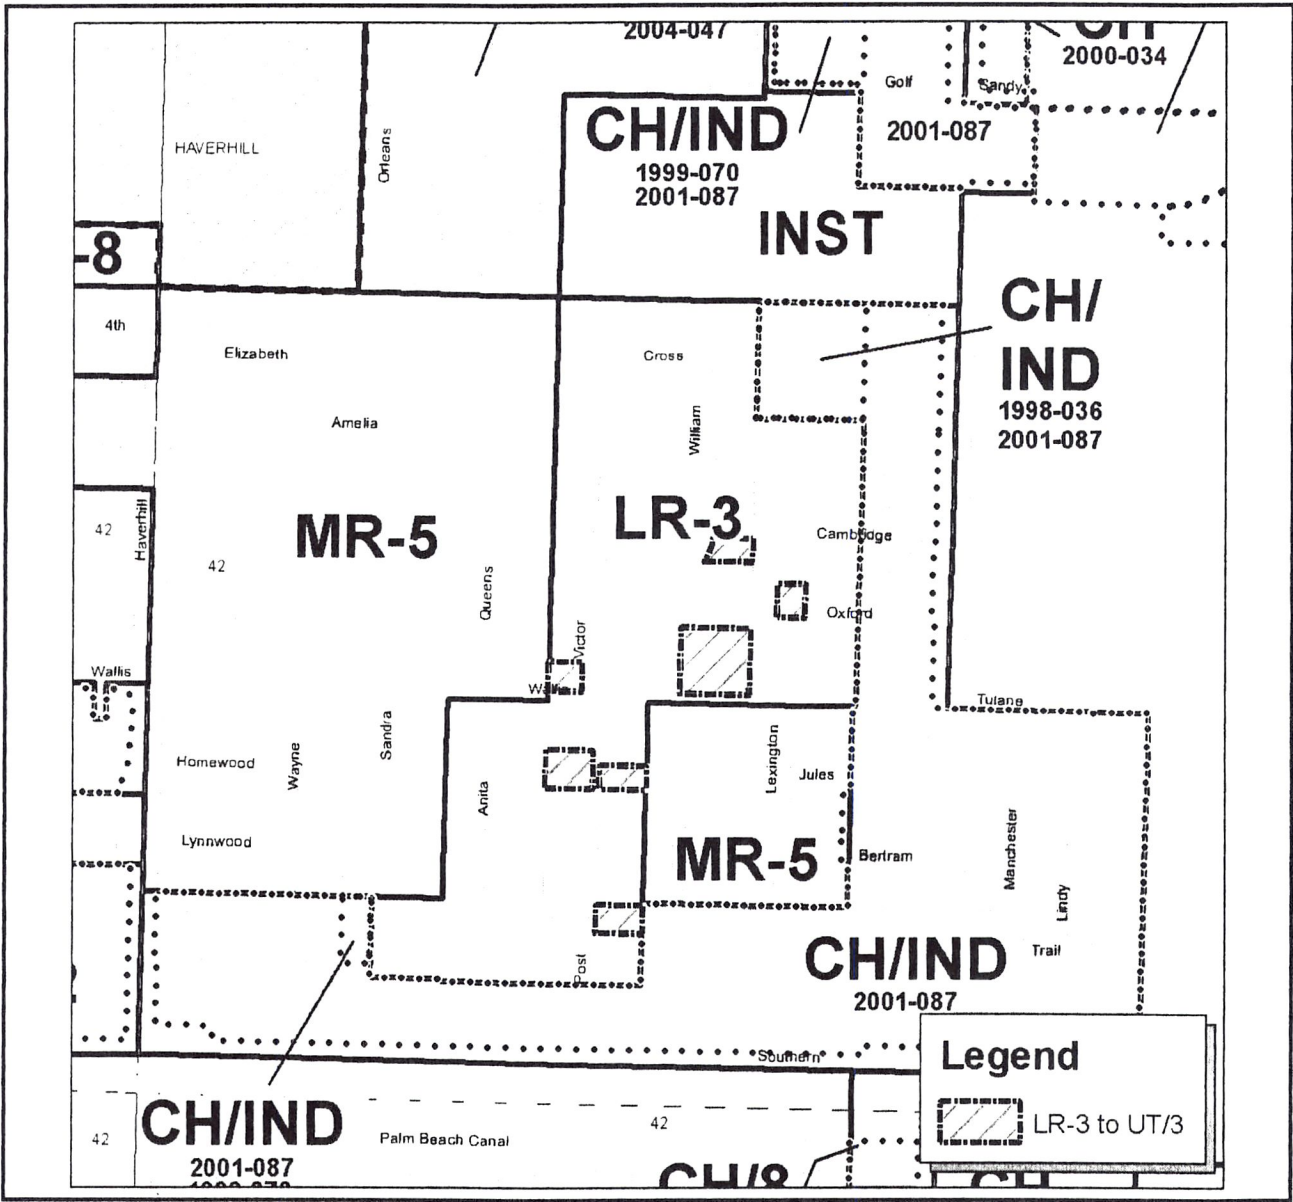 2004-047
CH
2000-034
Golf
Sandy
CH/IND
1999-070
2001-087
2001-087
HAVERHILL
Orleans
INST
-8
CH/
IND
1998-036
2001-087
4th
Elizabeth
Cross
Amelia
William
LR-3
MR-5
42
42
Haverhill
Cambridge
Queens
Oxford
Victor
Wallis
Tulane
Sandra
Wayne
Homewood
Lexington
Jules
Anita
Manchester
Lynnwood
MR-5
Bertram
Lindy
Trail
CH/IND
2001-087
Post
Southern
Legend
LR-3 to UT/3
CH/IND
2001-087
42
Palm Beach Canal
42
CH/8
CH